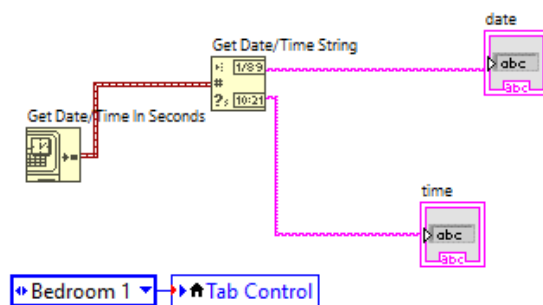 date
Get Date/Time String
1/89
abc
#
abc
?s 10:21
Get Date/Time In Seconds
time
abc
abc
Bedroom 1
Tab Control